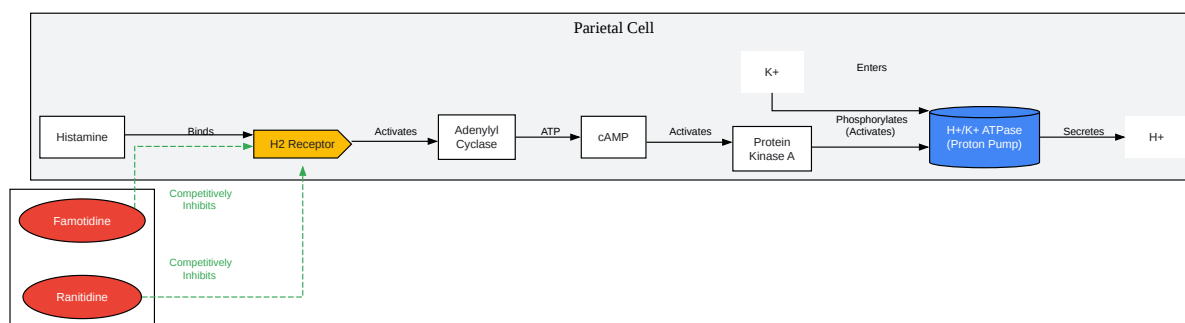 Parietal Cell
K+
Enters
Histamine
Binds
H2 Receptor
Activates
Adenylyl
Cyclase
ATP
cAMP
Activates
Protein
Kinase A
Phosphorylates
(Activates)
H+/K+ ATPase
(Proton Pump)
Secretes
H+
Competitively
Inhibits
Famotidine
Competitively
Inhibits
Ranitidine